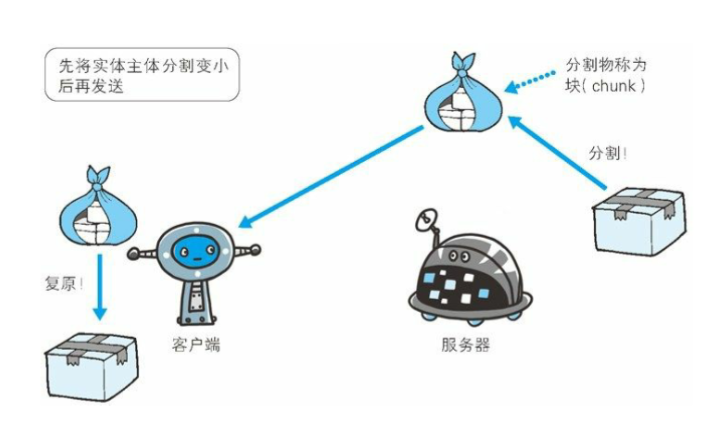 先将实体主体分割变小
后再发送
分割物称为
块( chunk )
分割!
复原!
客户端
服务器